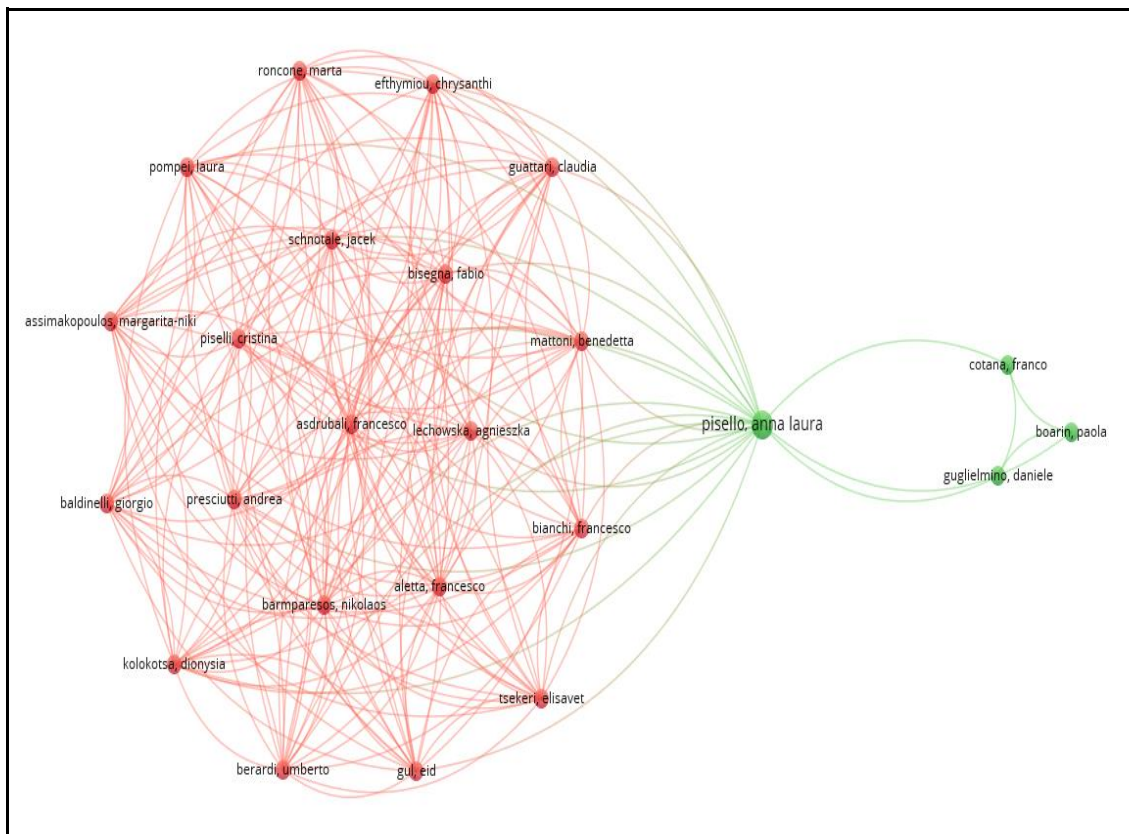 roncone, marta
efthymiou, chrysanthi
pompei, laura
guattari, claudia
schnotale, jacek
bisegna, fabio
assimakopoulos, margarita-niki
piselli, cristina
mattoni, benedetta
cotana, franco
asdrubali, francesco
lechowska, agnieszka
pisello, anna laura
boarin, paola
guglielmino, daniele
baldinelli, giorgio
presciutti, andrea
bianchi, francesco
aletta, francesco
barmparesos, nikolaos
kolokotsa, dionysia
tsekeri, elisavet
berardi, umberto
gul, eid